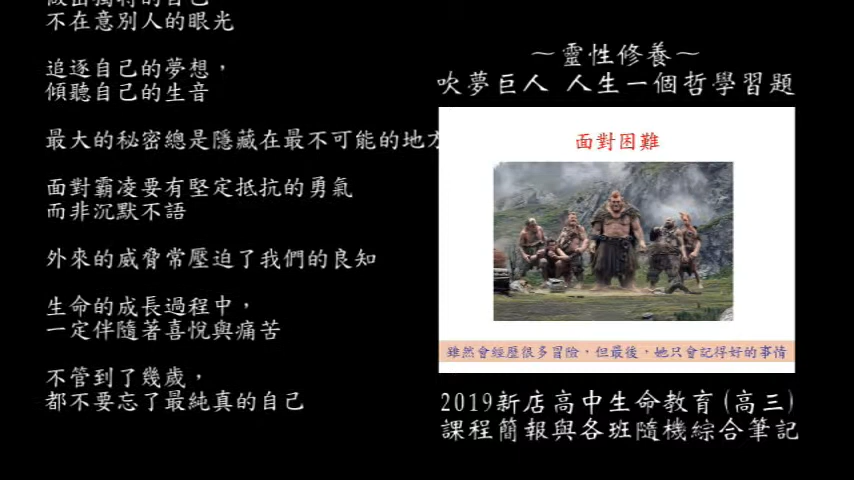 不在意別人的眼光
追逐自己的夢想，
傾聽自己的生音
最大的秘密總是隱藏在最不可能的地方
面對霸凌要有堅定抵抗的勇氣
而非沉默不語
外來的威脅常壓迫了我們的良知
生命的成長過程中，
一定伴隨著喜悅與痛苦
不管到了幾歲，
都不要忘了最純真的自己
～靈性修養～
吹夢巨人 人生一個哲學習題
面對困難
雖然會經歷很多冒險，但最後，她只會記得好的事情
2019新店高中生命教育(高三)
課程簡報與各班隨機綜合筆記